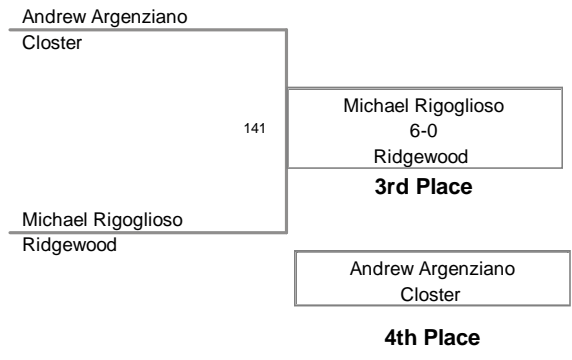 Andrew Argenziano
Closter
141
Michael Rigoglioso
6-0
Ridgewood
3rd Place
Michael Rigoglioso
Ridgewood
Andrew Argenziano
Closter
4th Place